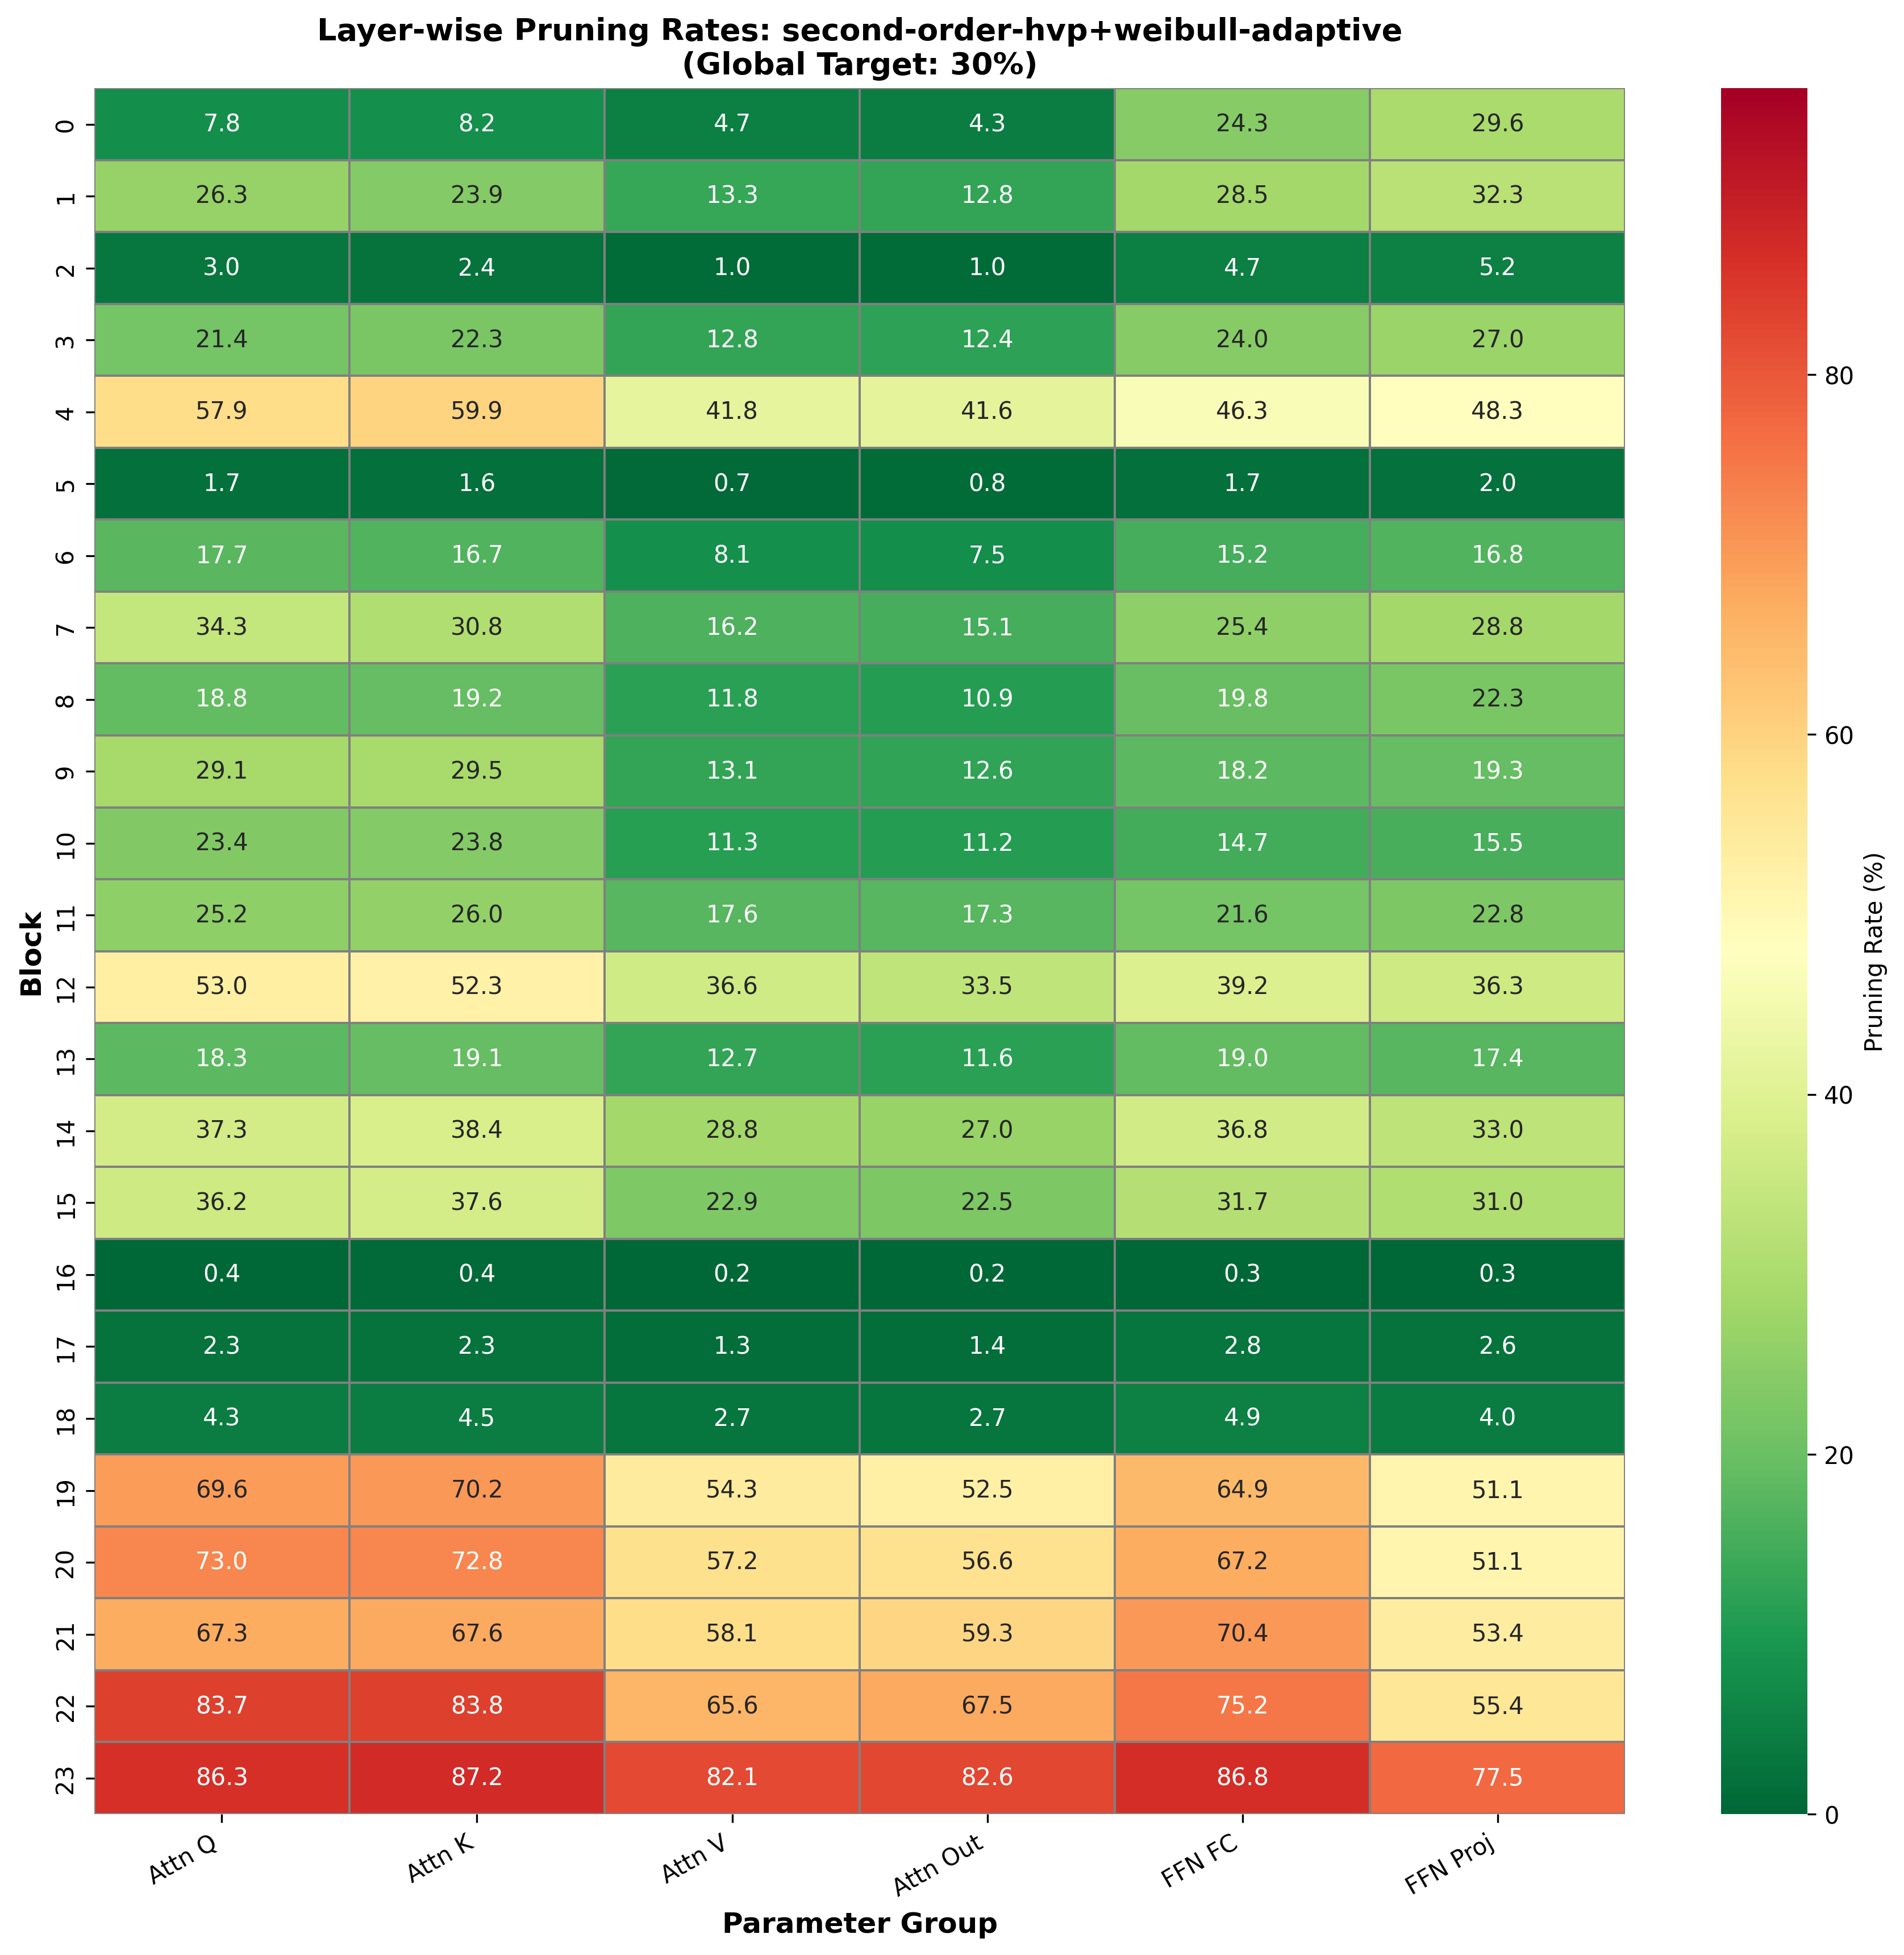 Layer-wise Pruning Rates: second-order-hvp+weibull-adaptive
(Global Target: 30%)
0 7.8 8.2 4.7 4.3 24.3 29.6
1 26.3 23.9 13.3 12.8 28.5 32.3
2 3.0 2.4 1.0 1.0 4.7 5.2
3 21.4 22.3 12.8 12.4 24.0 27.0
4 57.9 59.9 41.8 41.6 46.3 48.3
5 1.7 1.6 0.7 0.8 1.7 2.0
6 17.7 16.7 8.1 7.5 15.2 16.8
7 34.3 30.8 16.2 15.1 25.4 28.8
8 18.8 19.2 11.8 10.9 19.8 22.3
9 29.1 29.5 13.1 12.6 18.2 19.3
10 23.4 23.8 11.3 11.2 14.7 15.5
11 25.2 26.0 17.6 17.3 21.6 22.8
12 53.0 52.3 36.6 33.5 39.2 36.3
13 18.3 19.1 12.7 11.6 19.0 17.4
14 37.3 38.4 28.8 27.0 36.8 33.0
15 36.2 37.6 22.9 22.5 31.7 31.0
16 0.4 0.4 0.2 0.2 0.3 0.3
17 2.3 2.3 1.3 1.4 2.8 2.6
18 4.3 4.5 2.7 2.7 4.9 4.0
19 69.6 70.2 54.3 52.5 64.9 51.1
20 73.0 72.8 57.2 56.6 67.2 51.1
21 67.3 67.6 58.1 59.3 70.4 53.4
22 83.7 83.8 65.6 67.5 75.2 55.4
23 86.3 87.2 82.1 82.6 86.8 77.5
Attn Q Attn K Attn V Attn Out FFN FC FFN Proj
Parameter Group
Block
80
60
40
20
0
Pruning Rate (%)